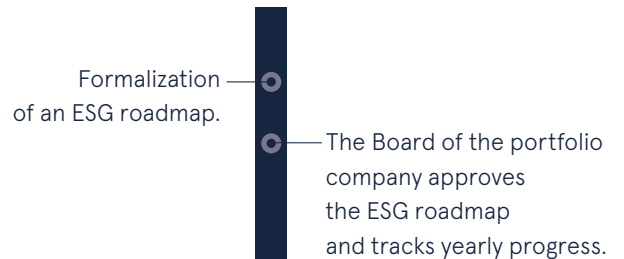 Formalization
of an ESG roadmap.
The Board of the portfolio
company approves
the ESG roadmap
and tracks yearly progress.